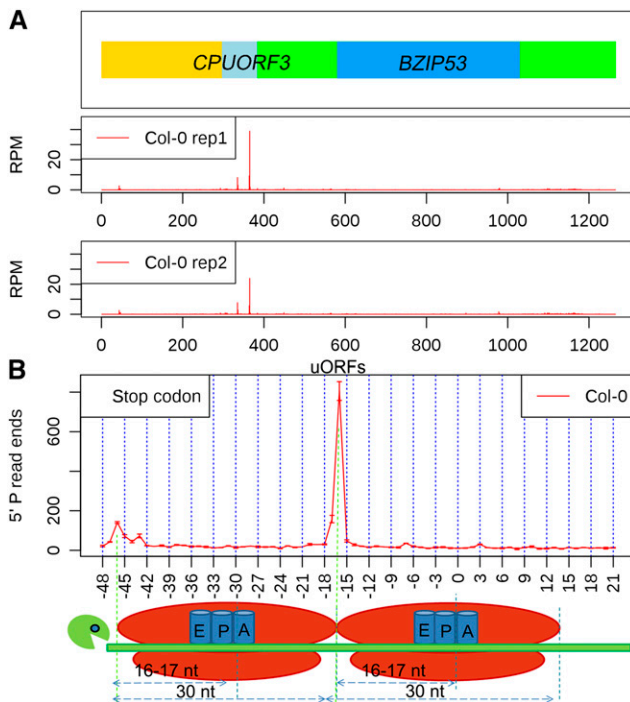 A
CPUORF3 BZIP53
RPM
0 20
Col-0 rep1
0 200 400 600 800 1000 1200
RPM
0 20
Col-0 rep2
0 200 400 600 800 1000 1200
B
uORFs
Stop codon
Col-0
5' P read ends
0 200 600
-48 -45 -42 -39 -36 -33 -30 -27 -24 -21 -18 -15 -12 -9 -6 -3 0 3 6 9 12 15 18 21
E P A E P A
16-17 nt 16-17 nt
30 nt 30 nt